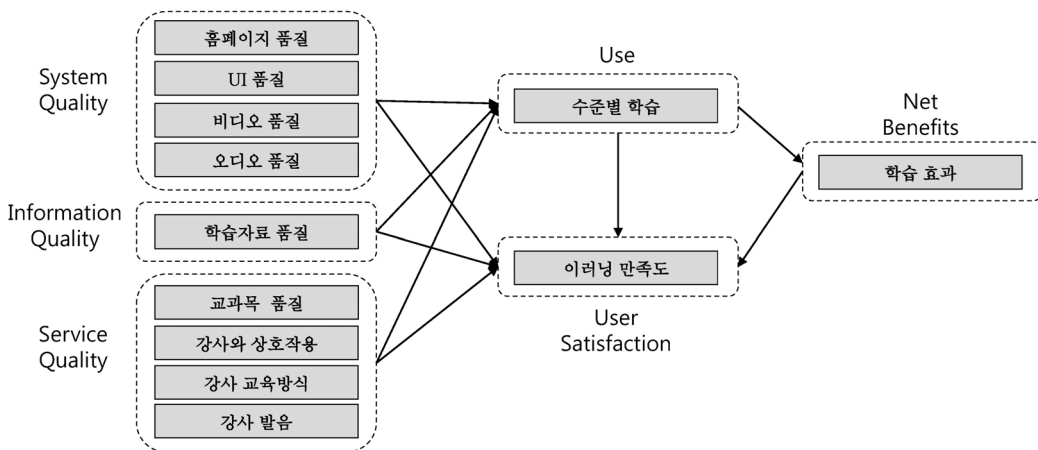 System
Quality
홈페이지 품질
UI 품질
비디오 품질
오디오 품질
Information
Quality
학습자료 품질
Service
Quality
교과목 품질
강사와 상호작용
강사 교육방식
강사 발음
Use
수준별 학습
이러닝 만족도
User
Satisfaction
Net
Benefits
학습 효과